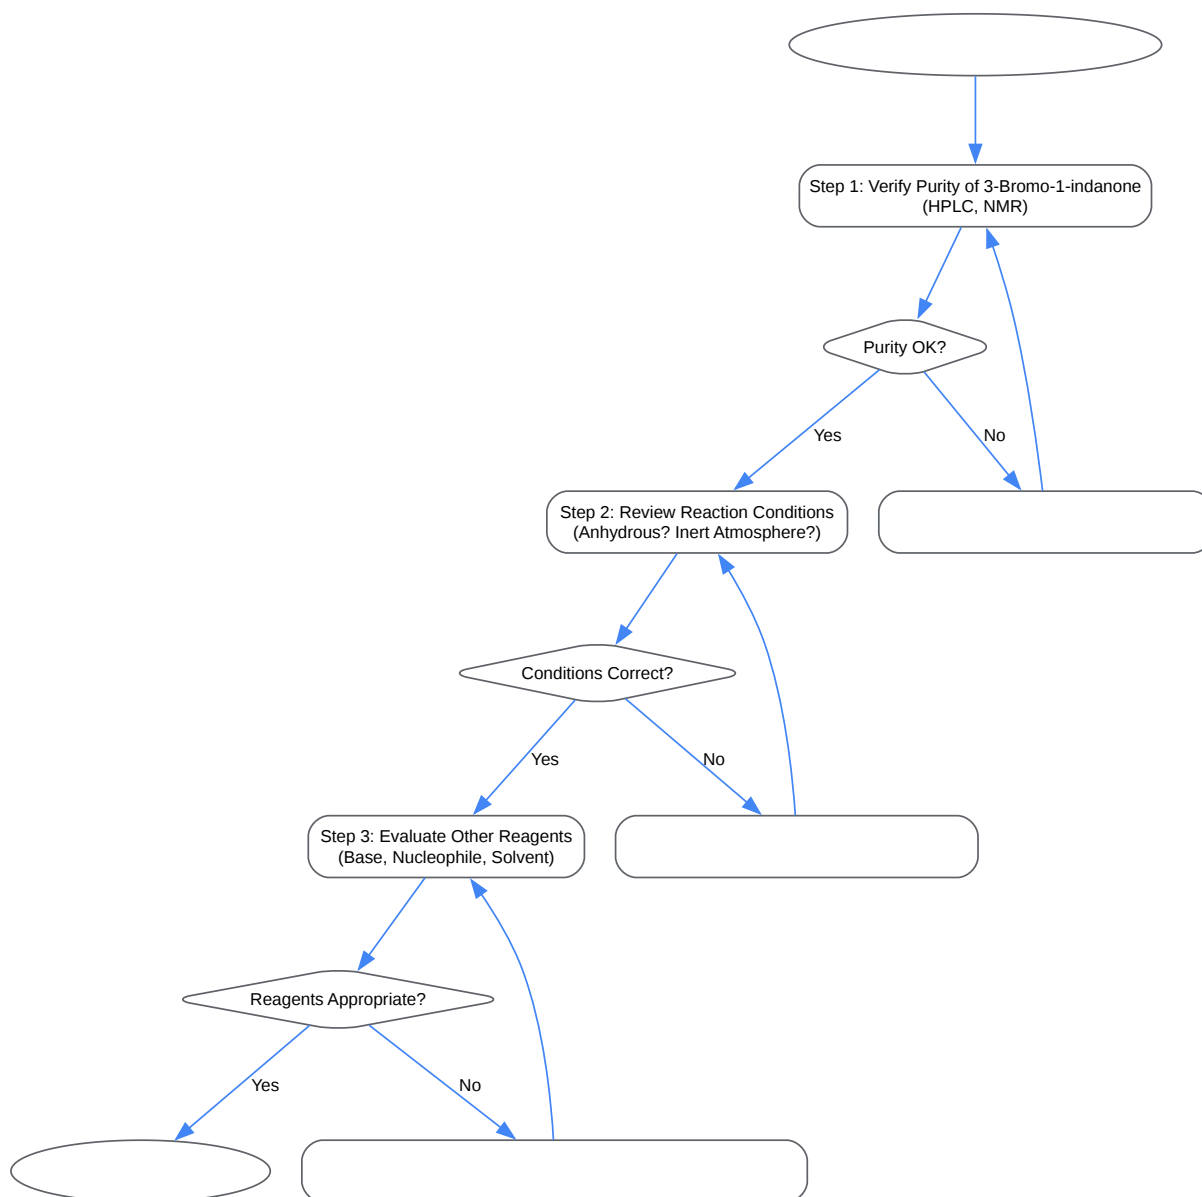 Step 1: Verify Purity of 3-Bromo-1-indanone
(HPLC, NMR)
Purity OK?
Yes
No
Step 2: Review Reaction Conditions
(Anhydrous? Inert Atmosphere?)
Conditions Correct?
Yes
No
Step 3: Evaluate Other Reagents
(Base, Nucleophile, Solvent)
Reagents Appropriate?
Yes
No